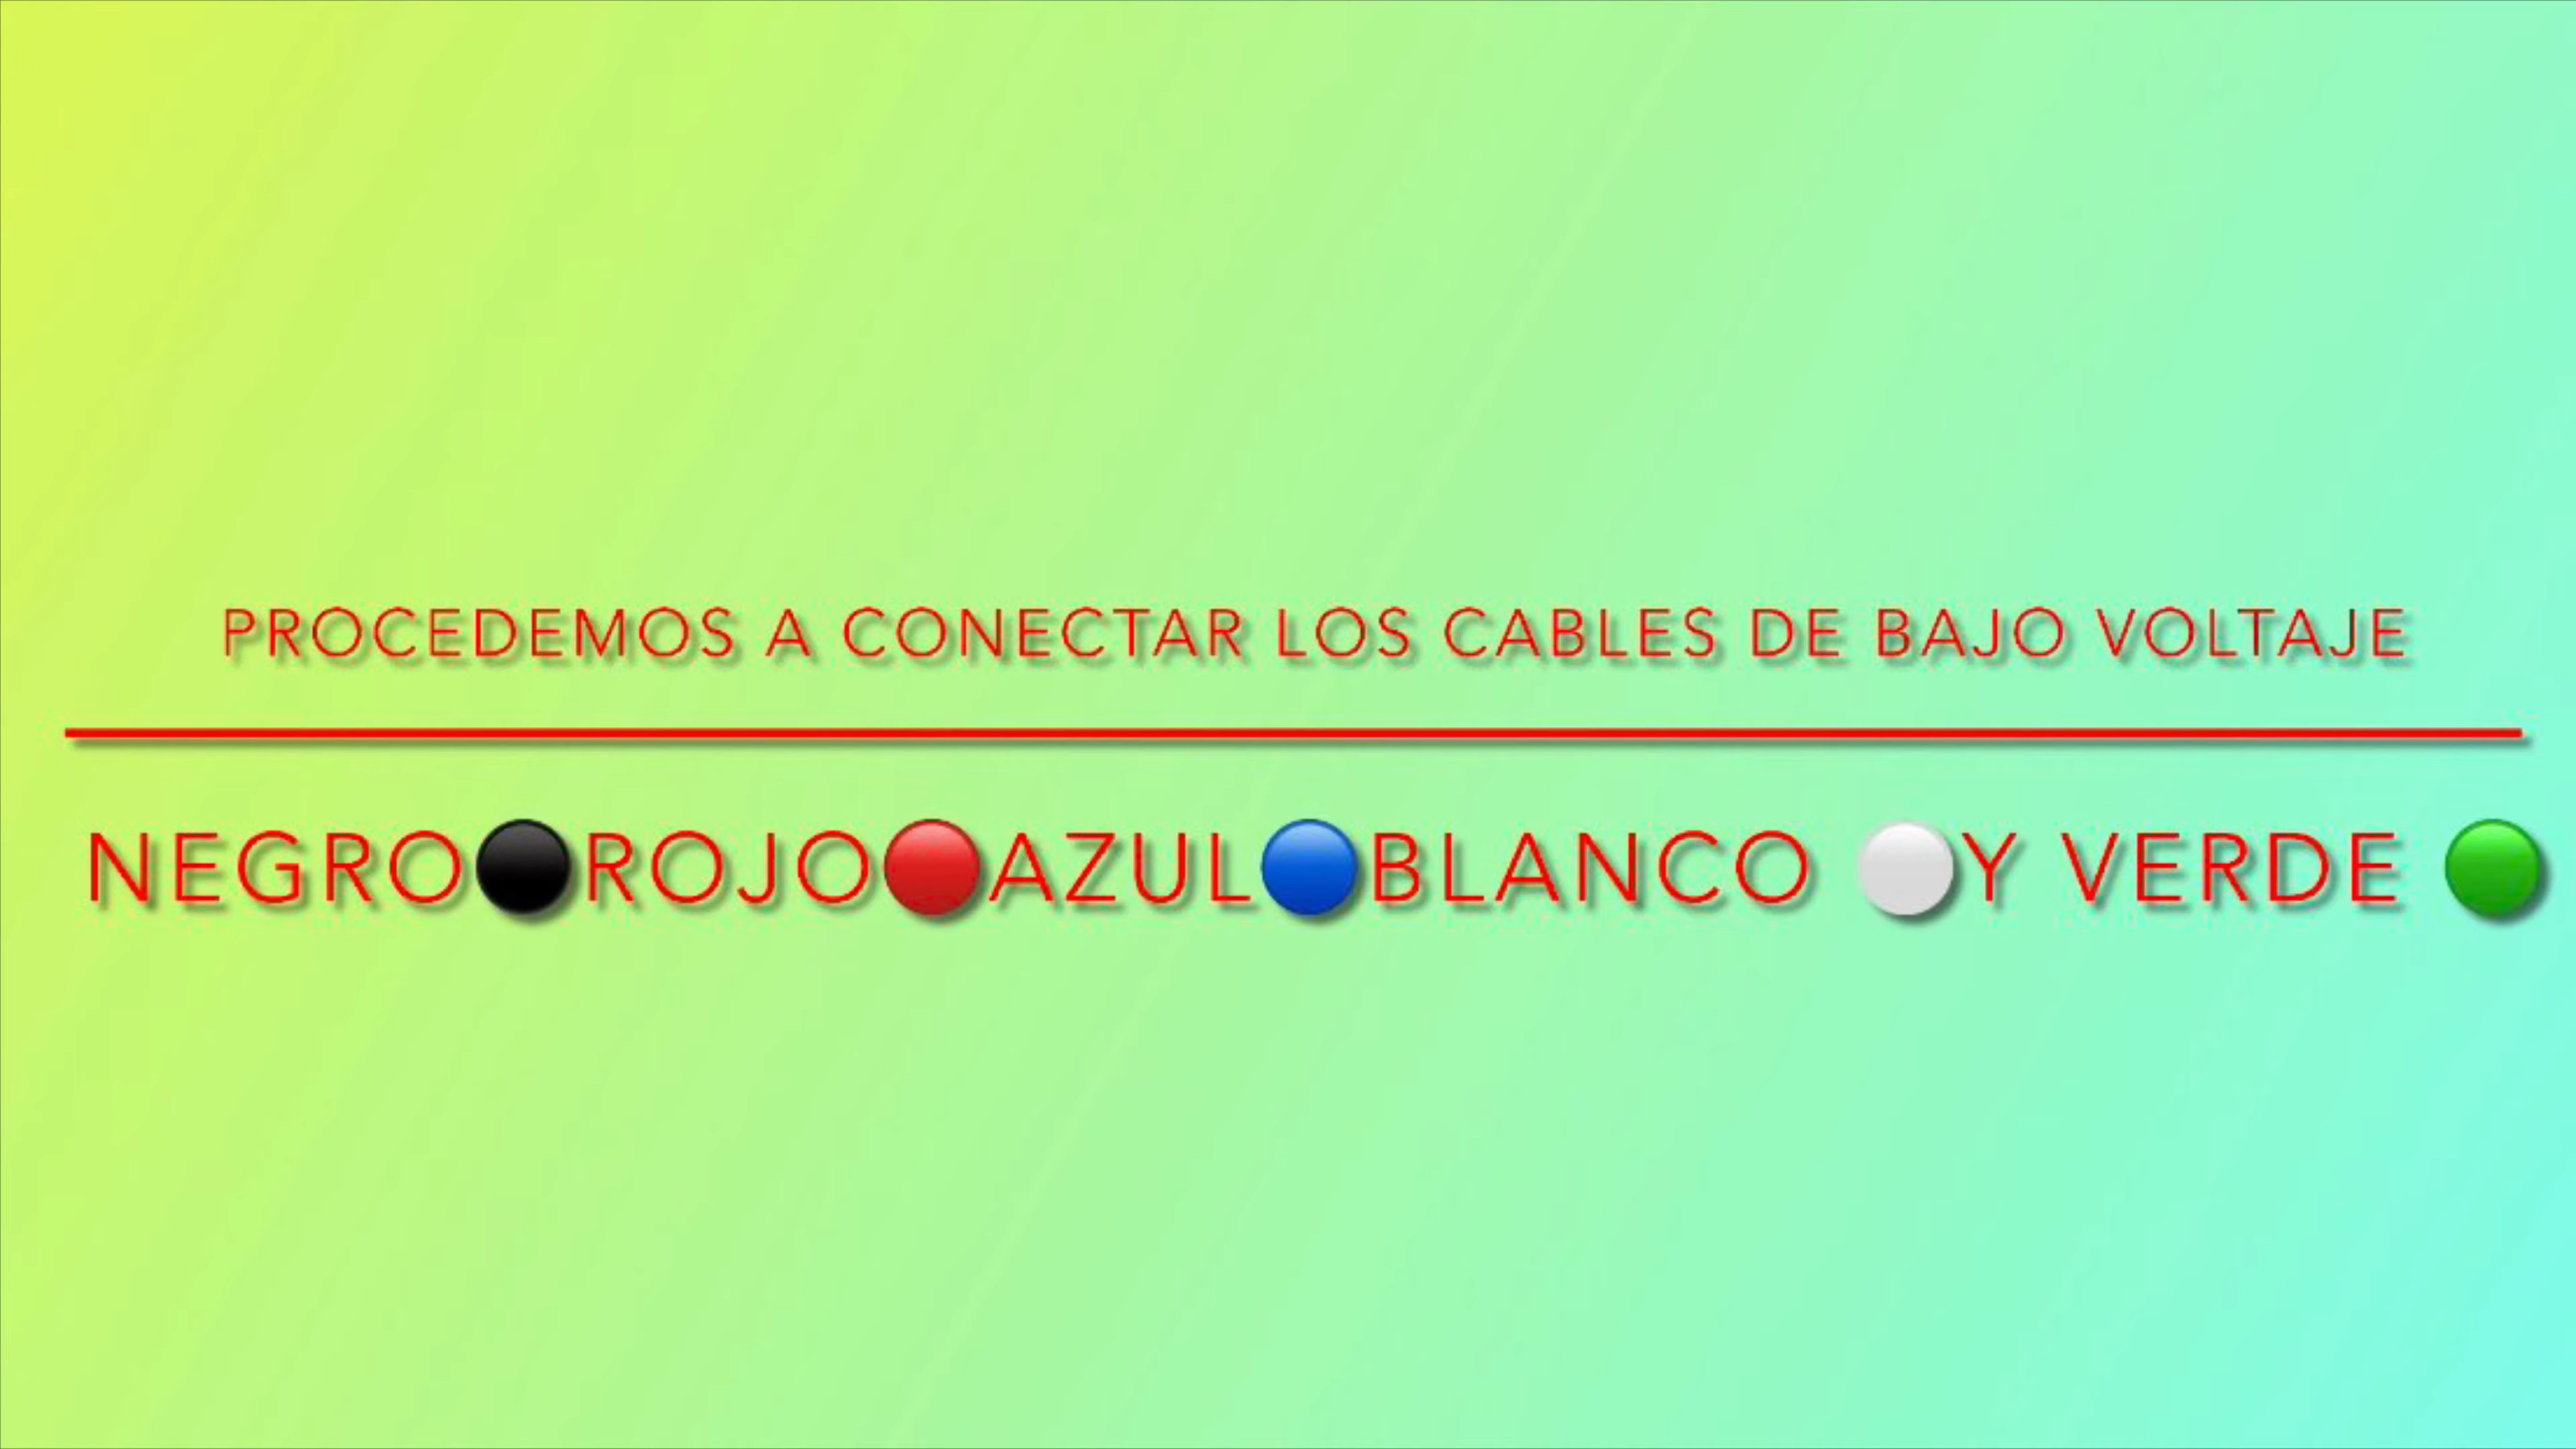 PROCEDEMOS A CONECTAR LOS CABLES DE BAJO VOLTAJE
NEGRO⚫ROJO🔴AZUL🔵BLANCO ⚪Y VERDE 🟢